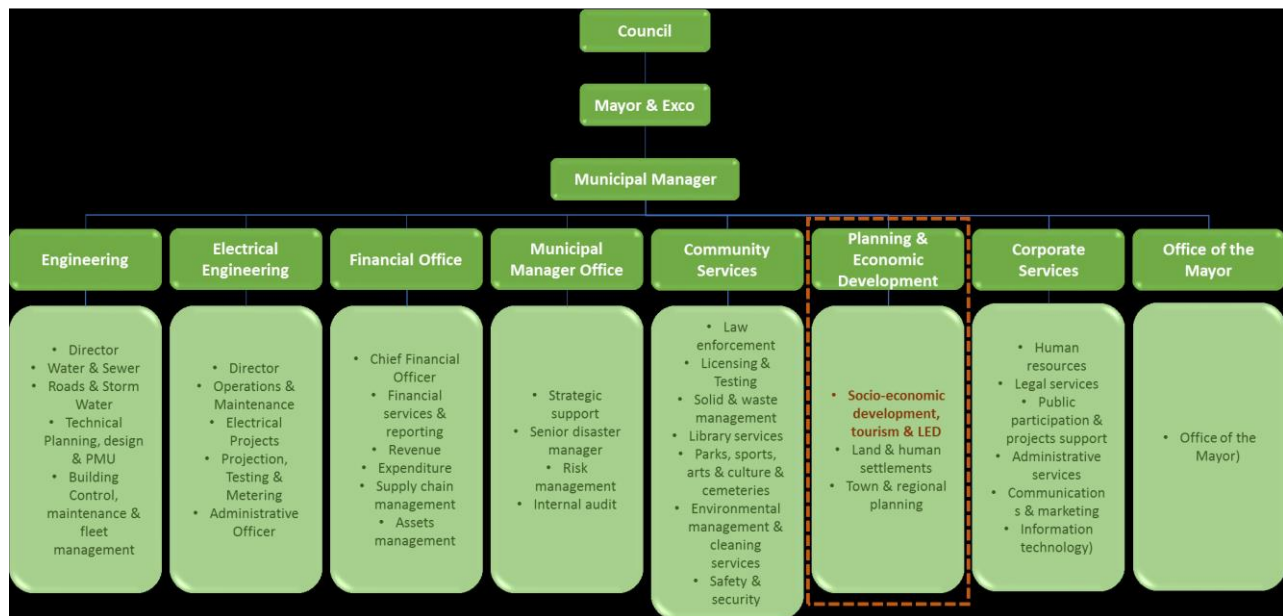 Council
Mayor & Exco
Municipal Manager
Engineering
• Director
• Water & Sewer
• Roads & Storm
Water
• Technical
Planning, design
& PMU
• Building
Control,
maintenance &
fleet
management
Electrical
Engineering
• Director
• Operations &
Maintenance
• Electrical
Projects
• Projection,
Testing &
Metering
• Administrative
Officer
Financial Office
• Chief Financial
Officer
• Financial
services &
reporting
• Revenue
• Expenditure
• Supply chain
management
• Assets
management
Municipal
Manager Office
• Strategic
support
• Senior disaster
manager
• Risk
management
• Internal audit
Community
Services
• Law
enforcement
• Licensing &
Testing
• Solid & waste
management
• Library services
• Parks, sports,
arts & culture &
cemeteries
• Environmental
management &
cleaning
services
• Safety &
security
Planning &
Economic
Development
• Socio-economic
development,
tourism & LED
• Land & human
settlements
• Town & regional
planning
Corporate
Services
• Human
resources
• Legal services
• Public
participation &
projects support
• Administrative
services
• Communication
s & marketing
• Information
technology)
Office of the
Mayor
• Office of the
Mayor)